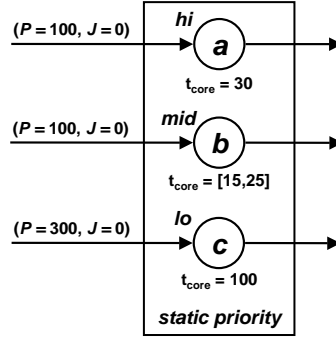 hi
(P = 100, J = 0)
a
t_core = 30
mid
(P = 100, J = 0)
b
t_core = [15,25]
lo
(P = 300, J = 0)
c
t_core = 100
static priority